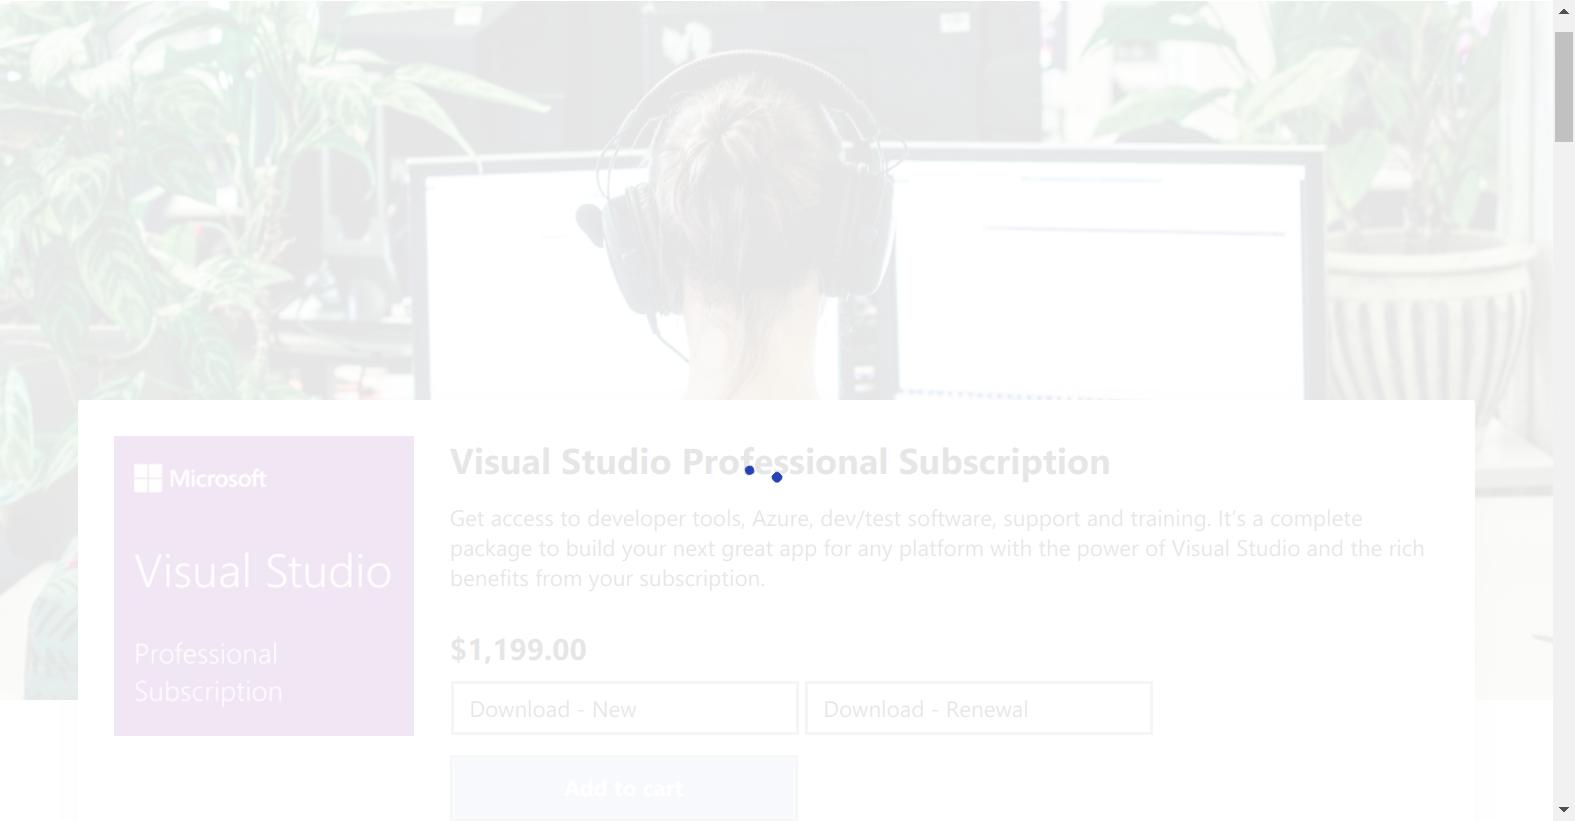 Microsoft
Visual Studio
Professional
Subscription
Visual Studio Professional Subscription
Get access to developer tools, Azure, dev/test software, support and training. It’s a complete
package to build your next great app for any platform with the power of Visual Studio and the rich
benefits from your subscription.
$1,199.00
Download - New
Download - Renewal
Add to cart